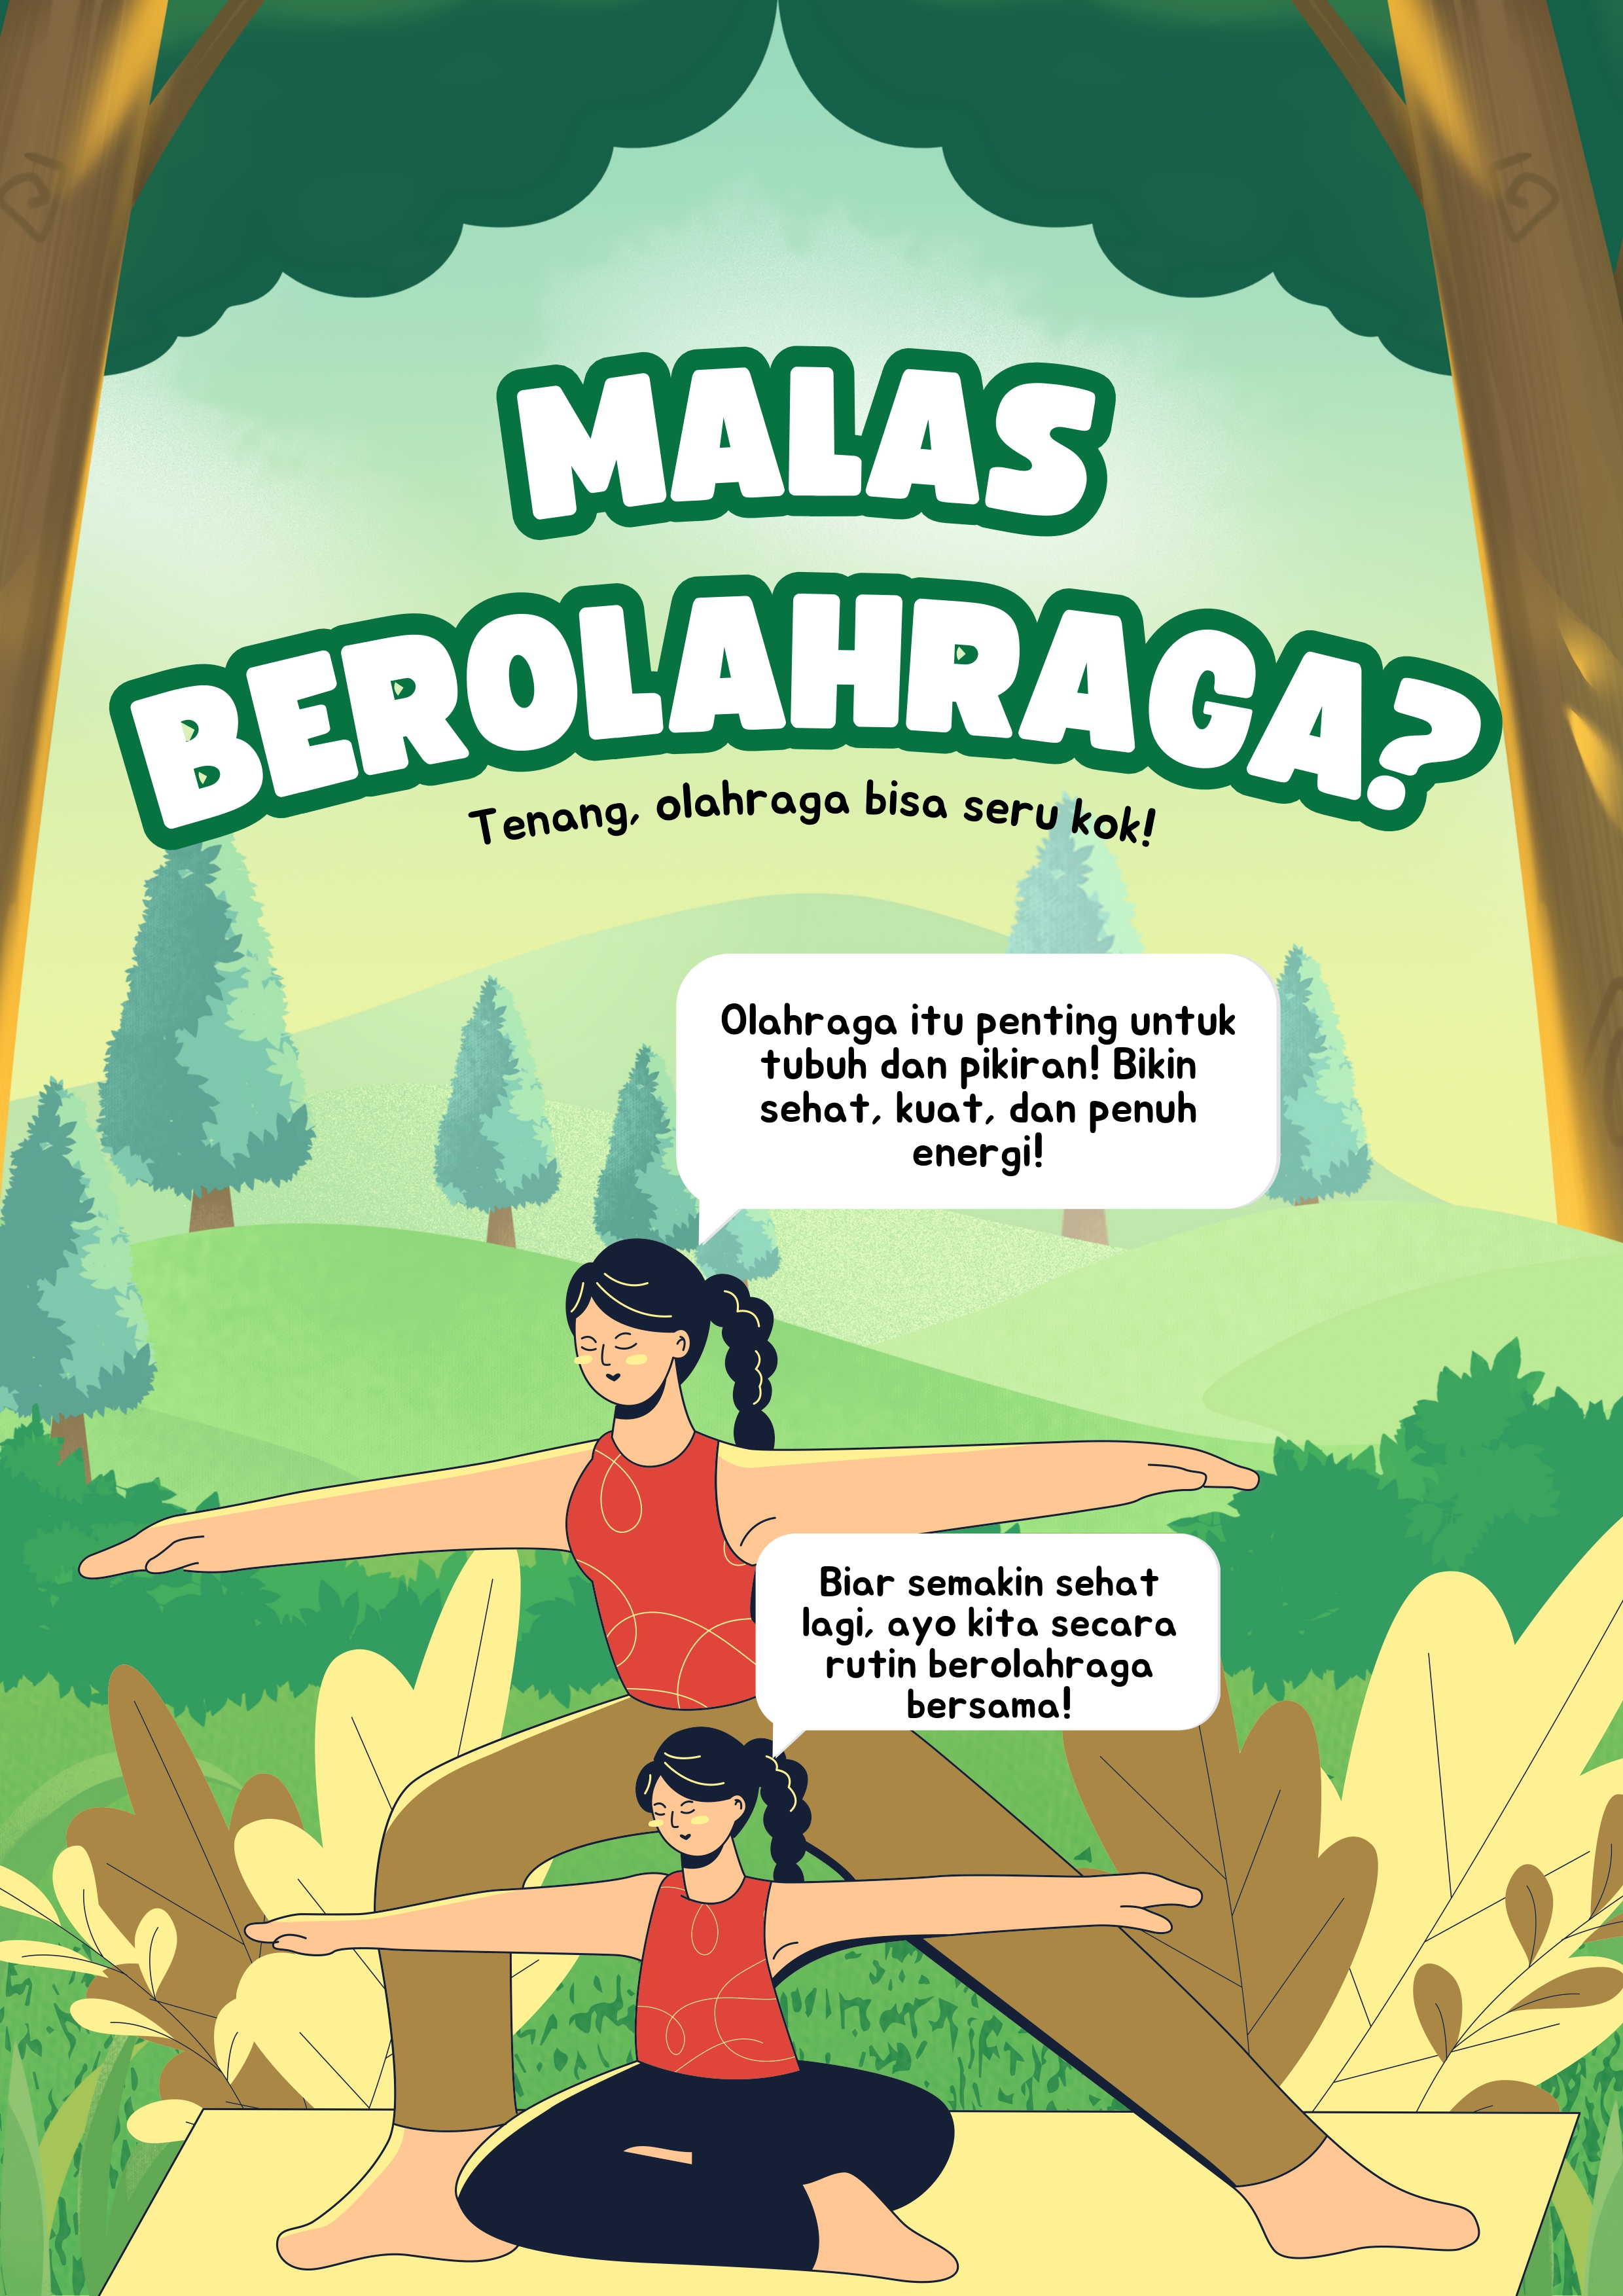 MALAS
BEROLAHRAGA?
Tenang, olahraga bisa seru kok!
Olahraga itu penting untuk
tubuh dan pikiran! Bikin
sehat, kuat, dan penuh
energi!
Biar semakin sehat
lagi, ayo kita secara
rutin berolahraga
bersama!